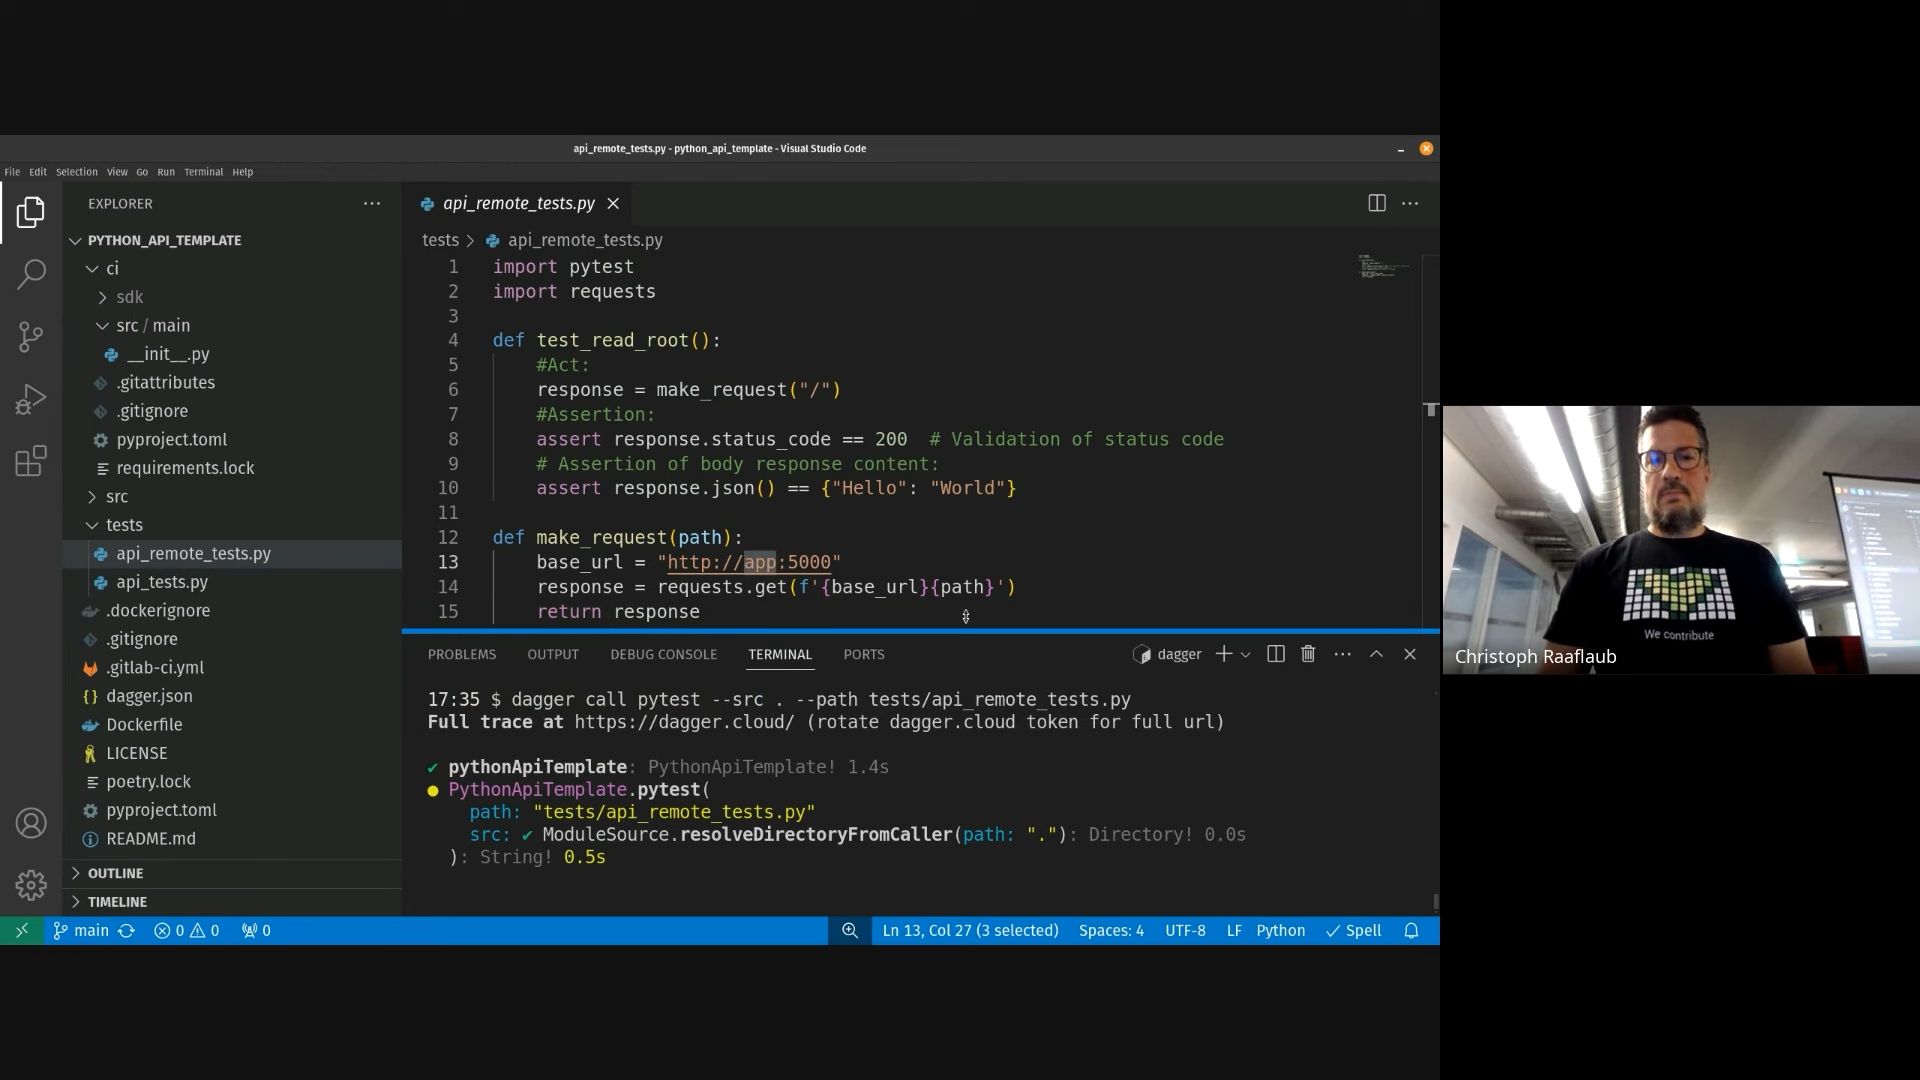 api_remote_tests.py - python_api_template - Visual Studio Code
File Edit Selection View Go Run Terminal Help
EXPLORER
PYTHON_API_TEMPLATE
ci
sdk
src / main
__init__.py
.gitattributes
.gitignore
pyproject.toml
requirements.lock
src
tests
api_remote_tests.py
api_tests.py
.dockerignore
.gitignore
.gitlab-ci.yml
dagger.json
Dockerfile
LICENSE
poetry.lock
pyproject.toml
README.md
OUTLINE
TIMELINE
api_remote_tests.py
tests > api_remote_tests.py
1 import pytest
2 import requests
3
4 def test_read_root():
5 #Act:
6 response = make_request("/")
7 #Assertion:
8 assert response.status_code == 200 # Validation of status code
9 # Assertion of body response content:
10 assert response.json() == {"Hello": "World"}
11
12 def make_request(path):
13 base_url = "http://app:5000"
14 response = requests.get(f'{base_url}{path}')
15 return response
PROBLEMS OUTPUT DEBUG CONSOLE TERMINAL PORTS dagger
17:35 $ dagger call pytest --src . --path tests/api_remote_tests.py
Full trace at https://dagger.cloud/ (rotate dagger.cloud token for full url)
✔ pythonApiTemplate: PythonApiTemplate! 1.4s
● PythonApiTemplate.pytest(
path: "tests/api_remote_tests.py"
src: ✔ ModuleSource.resolveDirectoryFromCaller(path: "."): Directory! 0.0s
): String! 0.5s
main 0 0 0 Ln 13, Col 27 (3 selected) Spaces: 4 UTF-8 LF Python Spell
We contribute
Christoph Raaflaub